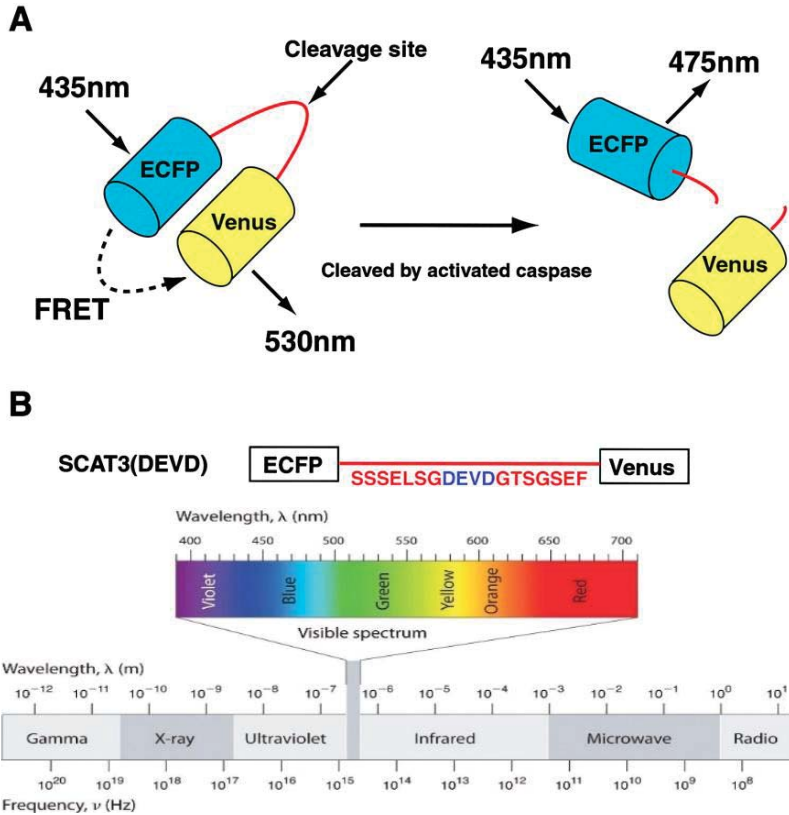 A
Cleavage site
435nm
ECFP
Venus
FRET
530nm
Cleaved by activated caspase
435nm
475nm
ECFP
Venus
B
SCAT3(DEVD)
ECFP
SSSELSGDEVDGTSGSEF
Venus
Wavelength, λ (nm)
400 450 500 550 600 650 700
Violet Blue Green Yellow Orange Red
Visible spectrum
Wavelength, λ (m)
10⁻¹² 10⁻¹¹ 10⁻¹⁰ 10⁻⁹ 10⁻⁸ 10⁻⁷ 10⁻⁶ 10⁻⁵ 10⁻⁴ 10⁻³ 10⁻² 10⁻¹ 10⁰ 10¹
Gamma X-ray Ultraviolet Infrared Microwave Radio
10²⁰ 10¹⁹ 10¹⁸ 10¹⁷ 10¹⁶ 10¹⁵ 10¹⁴ 10¹³ 10¹² 10¹¹ 10¹⁰ 10⁹ 10⁸
Frequency, ν (Hz)